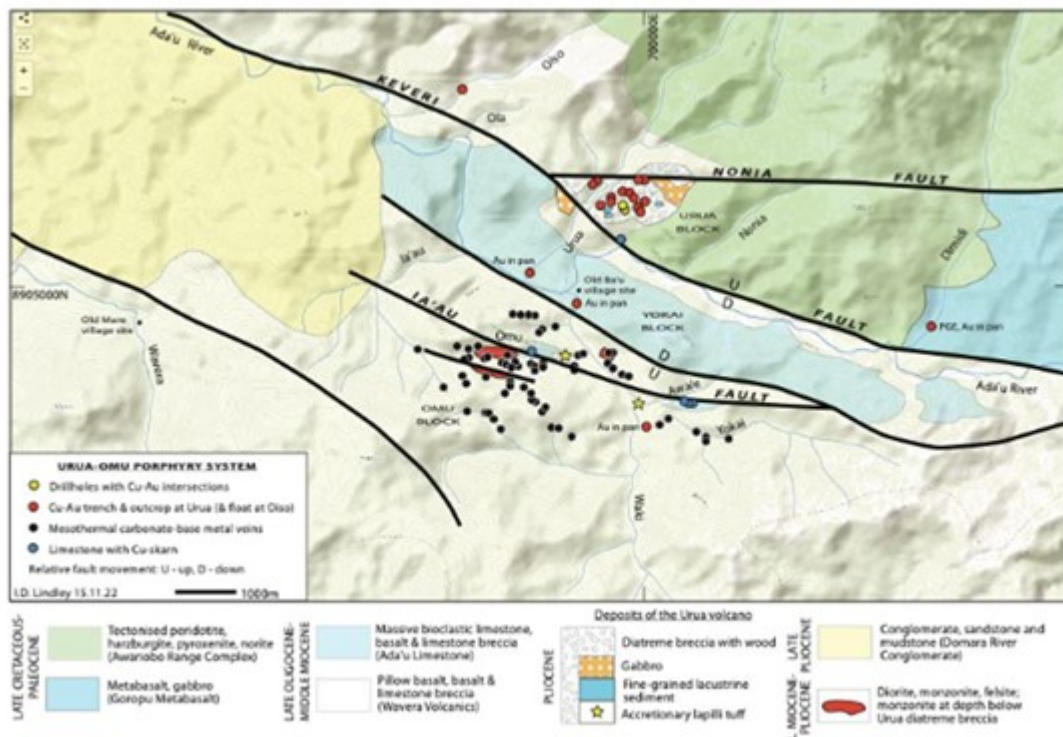 Ada'u River
KEVERI
Oiso
Ola
700000E
NONIA FAULT
URUA BLOCK
Nonia
Dimidi
Urua
Ia'au
Au in pan
Old Ba'u village site
Au in pan
8905000N
Old Mure village site
Wavera
IA'AU
YOKAI BLOCK
U
D
FAULT
PGE, Au in pan
Omu
D
U
Awale
FAULT
Ada'u River
OMU BLOCK
Au in pan
Yokai
URUA-OMU PORPHYRY SYSTEM
Drillholes with Cu-Au intersections
Cu-Au trench & outcrop at Urua (& float at Oiso)
Mesothermal carbonate-base metal veins
Limestone with Cu-skarn
Relative fault movement: U - up, D - down
I.D. Lindley 15.11.22
1000m
LATE CRETACEOUS-PALEOCENE
Tectonised peridotite,
harzburgite, pyroxenite, norite
(Awariobo Range Complex)
Metabasalt, gabbro
(Goropu Metabasalt)
LATE OLIGOCENE-MIDDLE MIOCENE
Massive bioclastic limestone,
basalt & limestone breccia
(Ada'u Limestone)
Pillow basalt, basalt &
limestone breccia
(Wavera Volcanics)
Deposits of the Urua volcano
PLIOCENE
Diatreme breccia with wood
Gabbro
Fine-grained lacustrine
sediment
Accretionary lapilli tuff
LATE PLIOCENE
Conglomerate, sandstone and
mudstone (Domara River
Conglomerate)
MIOCENE-PLIOCENE
Diorite, monzonite, felsite;
monzonite at depth below
Urua diatreme breccia